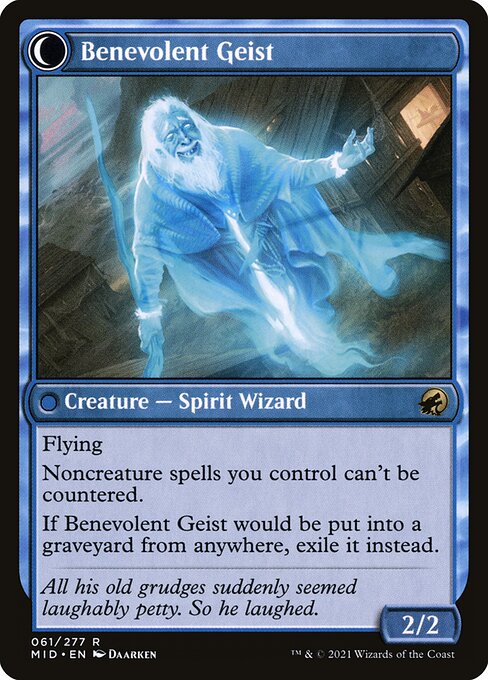 Benevolent Geist
Creature — Spirit Wizard
Flying
Noncreature spells you control can't be
countered.
If Benevolent Geist would be put into a
graveyard from anywhere, exile it instead.
All his old grudges suddenly seemed
laughably petty. So he laughed.
2/2
061/277 R
MID • EN DAARKEN
™ & © 2021 Wizards of the Coast